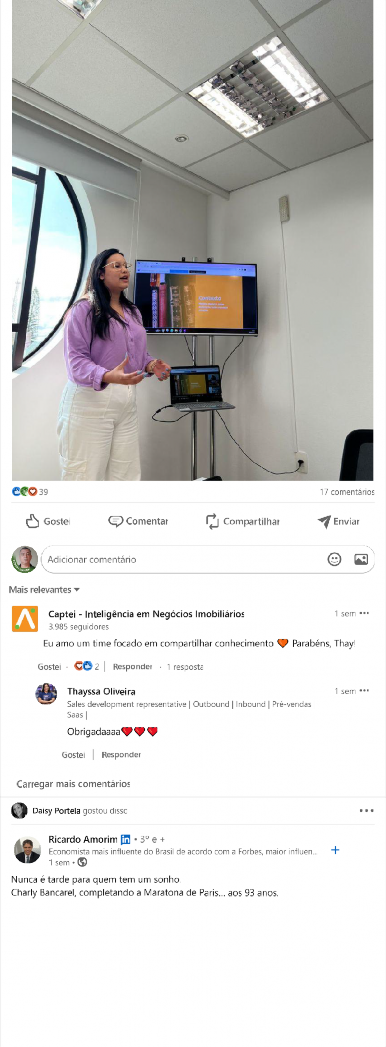 39
17 comentários
Gostei
Comentar
Compartilhar
Enviar
Adicionar comentário
Mais relevantes
Captei - Inteligência em Negócios Imobiliários
1 sem •••
3.985 seguidores
Eu amo um time focado em compartilhar conhecimento 🧡 Parabéns, Thay!
Gostei · 2 | Responder · 1 resposta
Thayssa Oliveira
1 sem •••
Sales development representative | Outbound | Inbound | Pré-vendas
Saas |
Obrigadaaaa❤❤❤
Gostei | Responder
Carregar mais comentários
Daisy Portela gostou disso
Ricardo Amorim in • 3º e +
Economista mais influente do Brasil de acordo com a Forbes, maior influen...
1 sem •
Nunca é tarde para quem tem um sonho
Charly Bancarel, completando a Maratona de Paris... aos 93 anos.